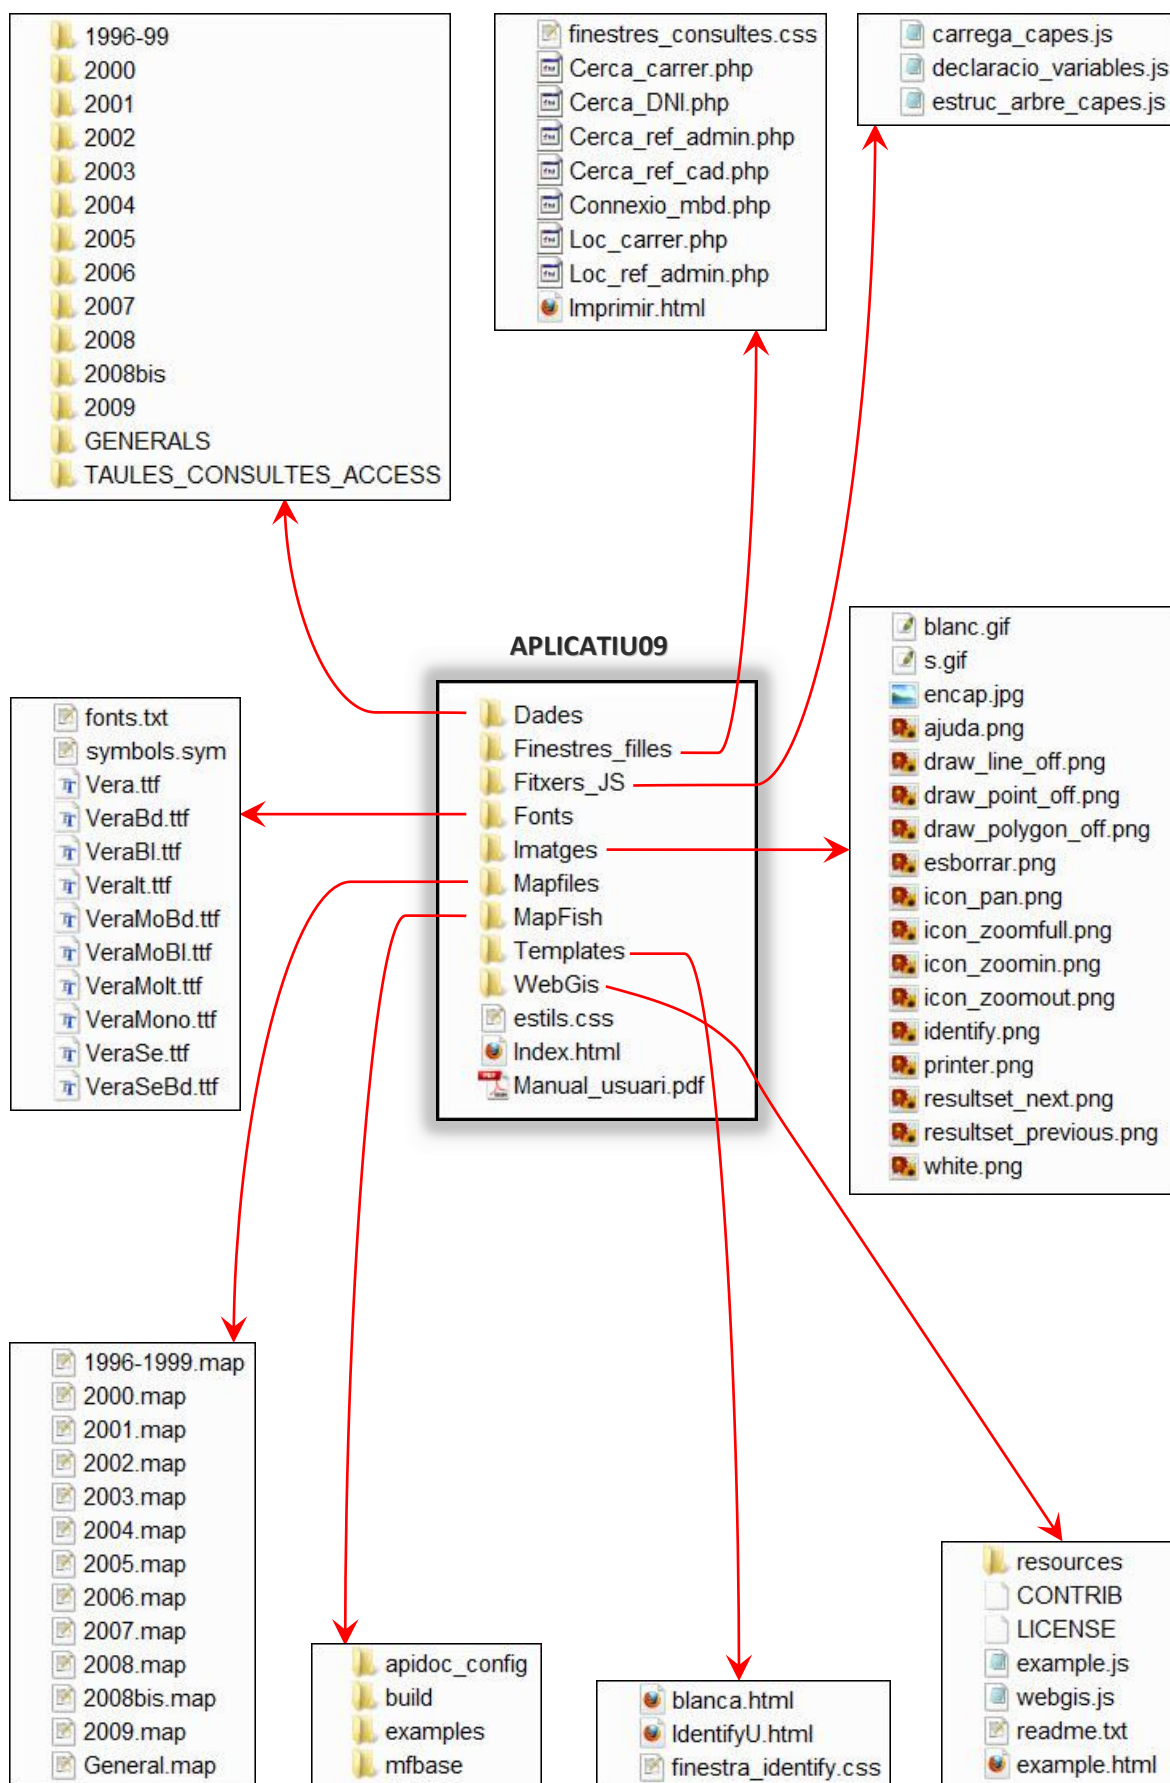 1996-99
2000
2001
2002
2003
2004
2005
2006
2007
2008
2008bis
2009
GENERALS
TAULES_CONSULTES_ACCESS
finestres_consultes.css
Cerca_carrer.php
Cerca_DNI.php
Cerca_ref_admin.php
Cerca_ref_cad.php
Connexio_mbd.php
Loc_carrer.php
Loc_ref_admin.php
Imprimir.html
carrega_capes.js
declaracio_variables.js
estruc_arbre_capes.js
APLICATIU09
Dades
Finestres_filles
Fitxers_JS
Fonts
Imatges
Mapfiles
MapFish
Templates
WebGis
estils.css
Index.html
Manual_usuari.pdf
fonts.txt
symbols.sym
Vera.ttf
VeraBd.ttf
VeraBI.ttf
VeraIt.ttf
VeraMoBd.ttf
VeraMoBI.ttf
VeraMoIt.ttf
VeraMono.ttf
VeraSe.ttf
VeraSeBd.ttf
blanc.gif
s.gif
encap.jpg
ajuda.png
draw_line_off.png
draw_point_off.png
draw_polygon_off.png
esborrar.png
icon_pan.png
icon_zoomfull.png
icon_zoomin.png
icon_zoomout.png
identify.png
printer.png
resultset_next.png
resultset_previous.png
white.png
1996-1999.map
2000.map
2001.map
2002.map
2003.map
2004.map
2005.map
2006.map
2007.map
2008.map
2008bis.map
2009.map
General.map
apidoc_config
build
examples
mfbase
blanca.html
IdentifyU.html
finestra_identify.css
resources
CONTRIB
LICENSE
example.js
webgis.js
readme.txt
example.html